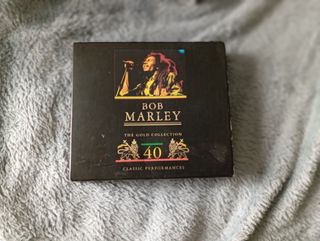 BOB
MARLEY
THE GOLD COLLECTION
40
CLASSIC PERFORMANCES